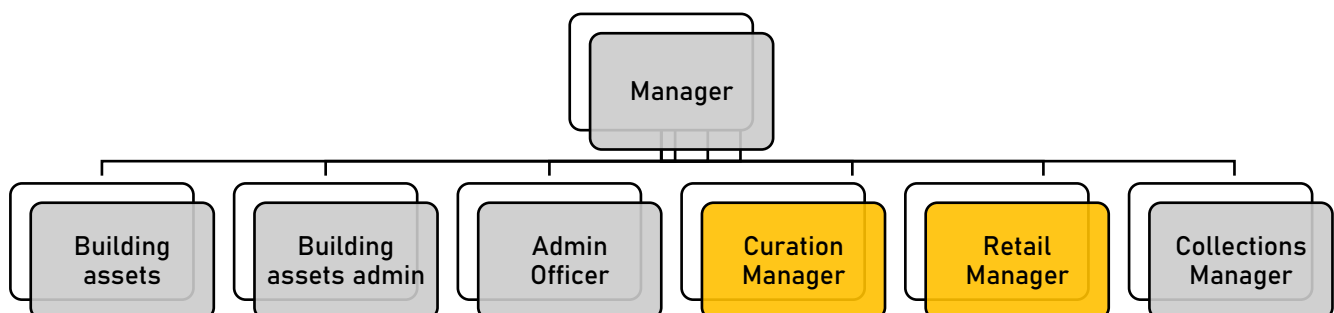 Manager
Building
assets
Building
assets admin
Admin
Officer
Curation
Manager
Retail
Manager
Collections
Manager